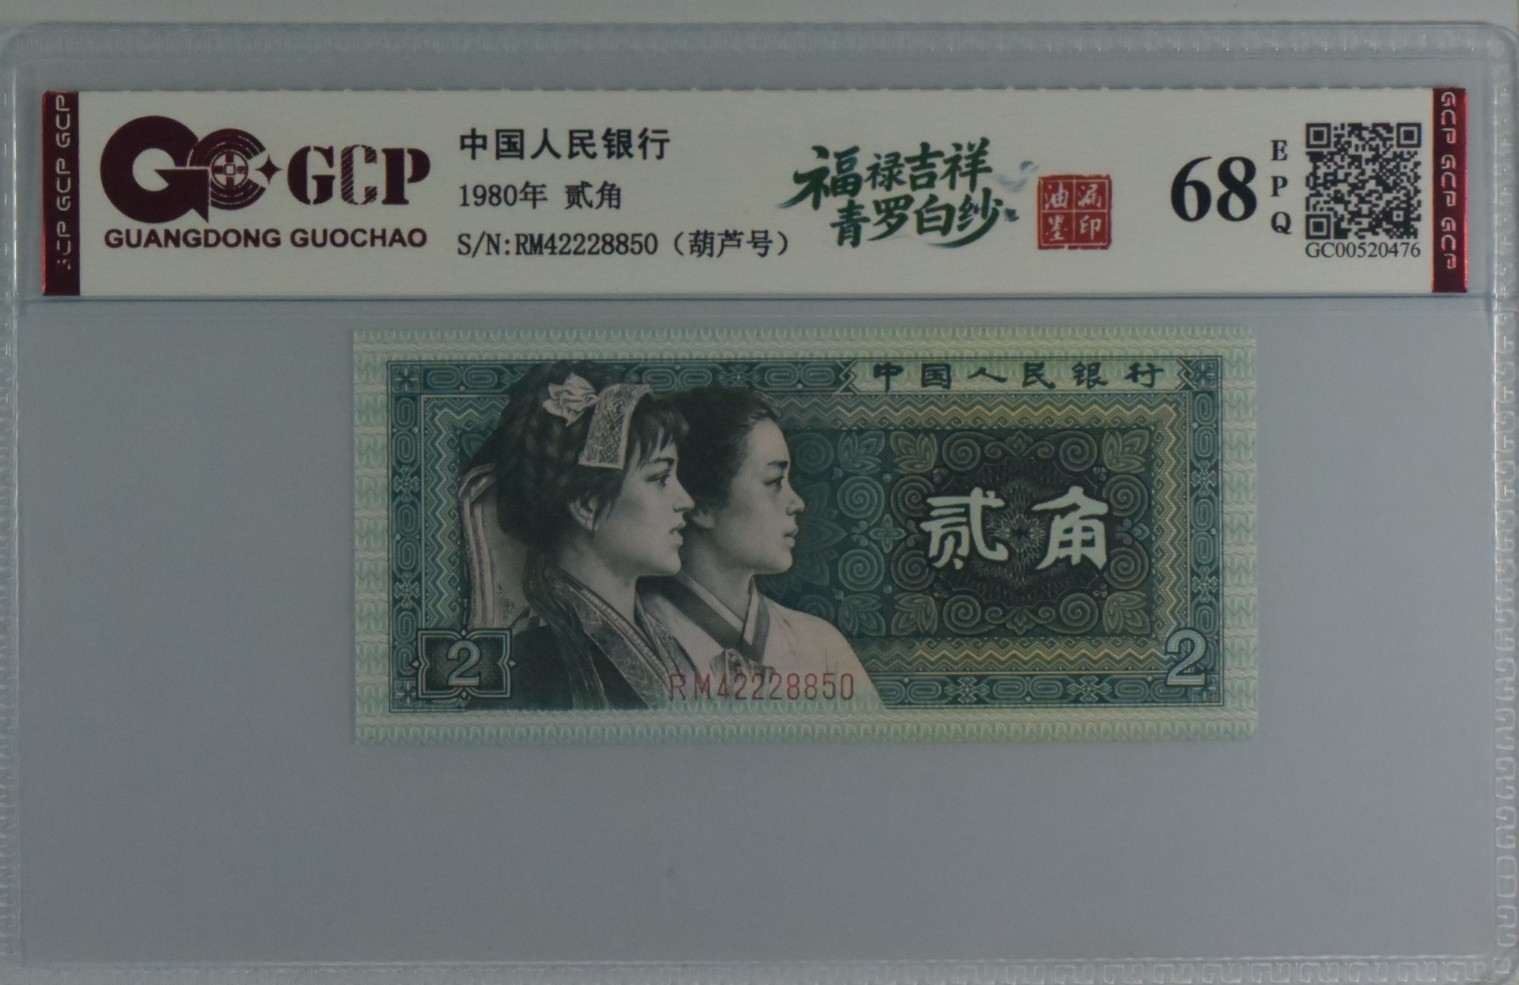 GCP GCP GCP
GCP
GUANGDONG GUOCHAO
中国人民银行
1980年 贰角
S/N:RM42228850（葫芦号）
福禄吉祥
青罗白纱
油漏
墨印
68
EPQ
GC00520476
GCP GCP GCP
中国人民银行
贰角
2
2
RM42228850